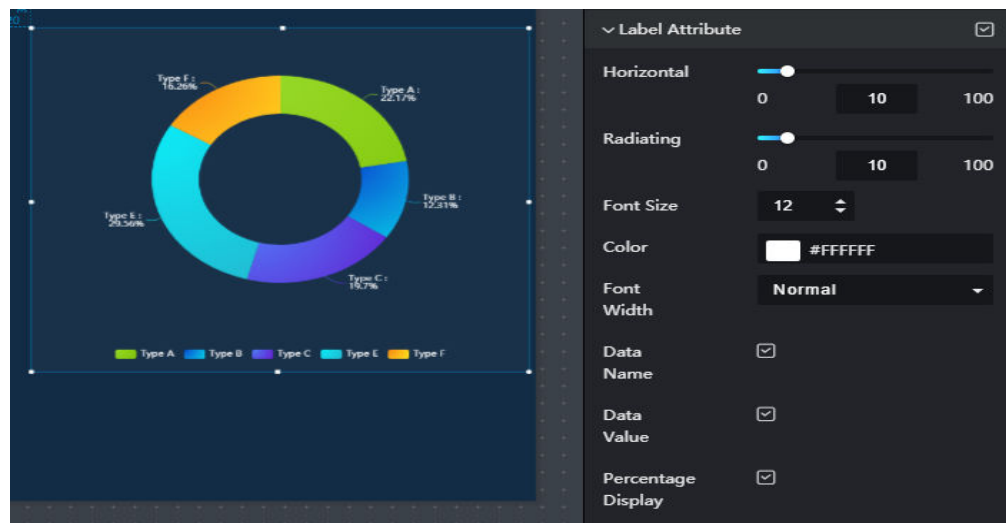 20
Type F :
16.26%
Type A :
22.17%
Type B :
12.31%
Type E :
29.56%
Type C :
19.7%
Type A
Type B
Type C
Type E
Type F
Label Attribute
Horizontal
0
10
100
Radiating
0
10
100
Font Size
12
Color
#FFFFFF
Font
Width
Normal
Data
Name
Data
Value
Percentage
Display